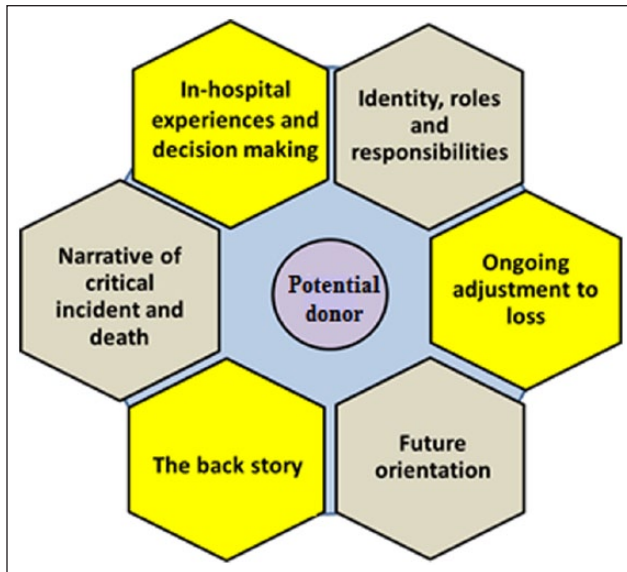 In-hospital
experiences and
decision making
Identity, roles
and
responsibilities
Narrative of
critical
incident and
death
Potential
donor
Ongoing
adjustment to
loss
The back story
Future
orientation